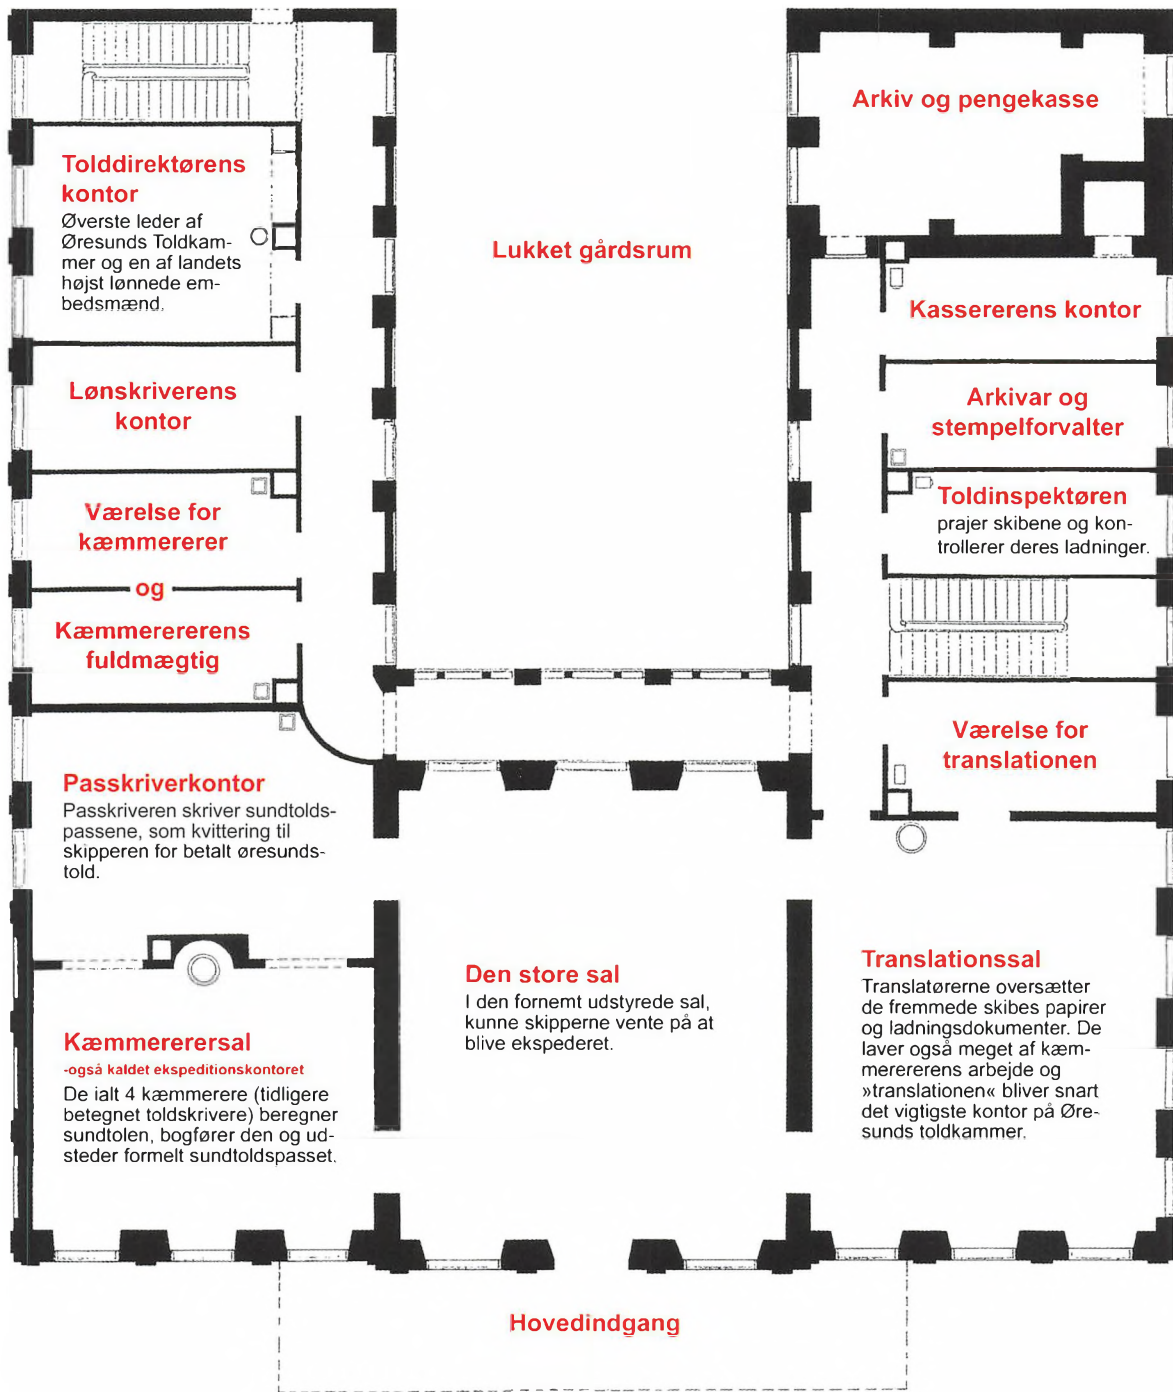 Tolddirektørens
kontor
Øverste leder af
Øresunds Toldkam-
mer og en af landets
højst lønnede em-
bedsmænd.
Lønskriverens
kontor
Værelse for
kæmmererer
og
Kæmmerererens
fuldmægtig
Passkriverkontor
Passkriveren skriver sundtolds-
passene, som kvittering til
skipperen for betalt øresunds-
told.
Kæmmererersal
-også kaldet ekspeditionskontoret
De ialt 4 kæmmerere (tidligere
betegnet toldskrivere) beregner
sundtolen, bogfører den og ud-
steder formelt sundtoldspasset.
Lukket gårdsrum
Den store sal
I den fornemt udstyrede sal,
kunne skipperne vente på at
blive ekspederet.
Arkiv og pengekasse
Kassererens kontor
Arkivar og
stempelforvalter
Toldinspektøren
prajer skibene og kon-
trollerer deres ladninger.
Værelse for
translationen
Translationssal
Translatørerne oversætter
de fremmede skibes papirer
og ladningsdokumenter. De
laver også meget af kæm-
merererens arbejde og
»translationen« bliver snart
det vigtigste kontor på Øre-
sunds toldkammer.
Hovedindgang